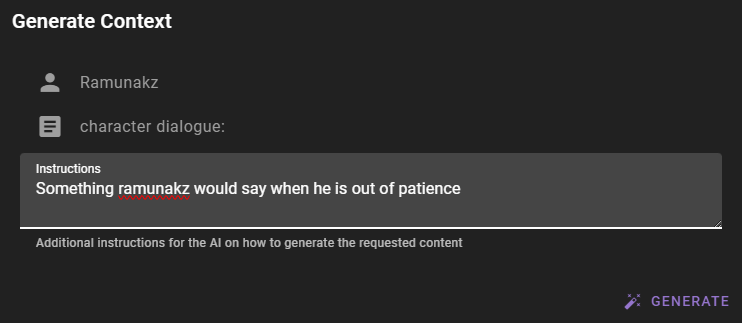 Generate Context
Ramunakz
character dialogue:
Instructions
Something ramunakz would say when he is out of patience
Additional instructions for the AI on how to generate the requested content
GENERATE